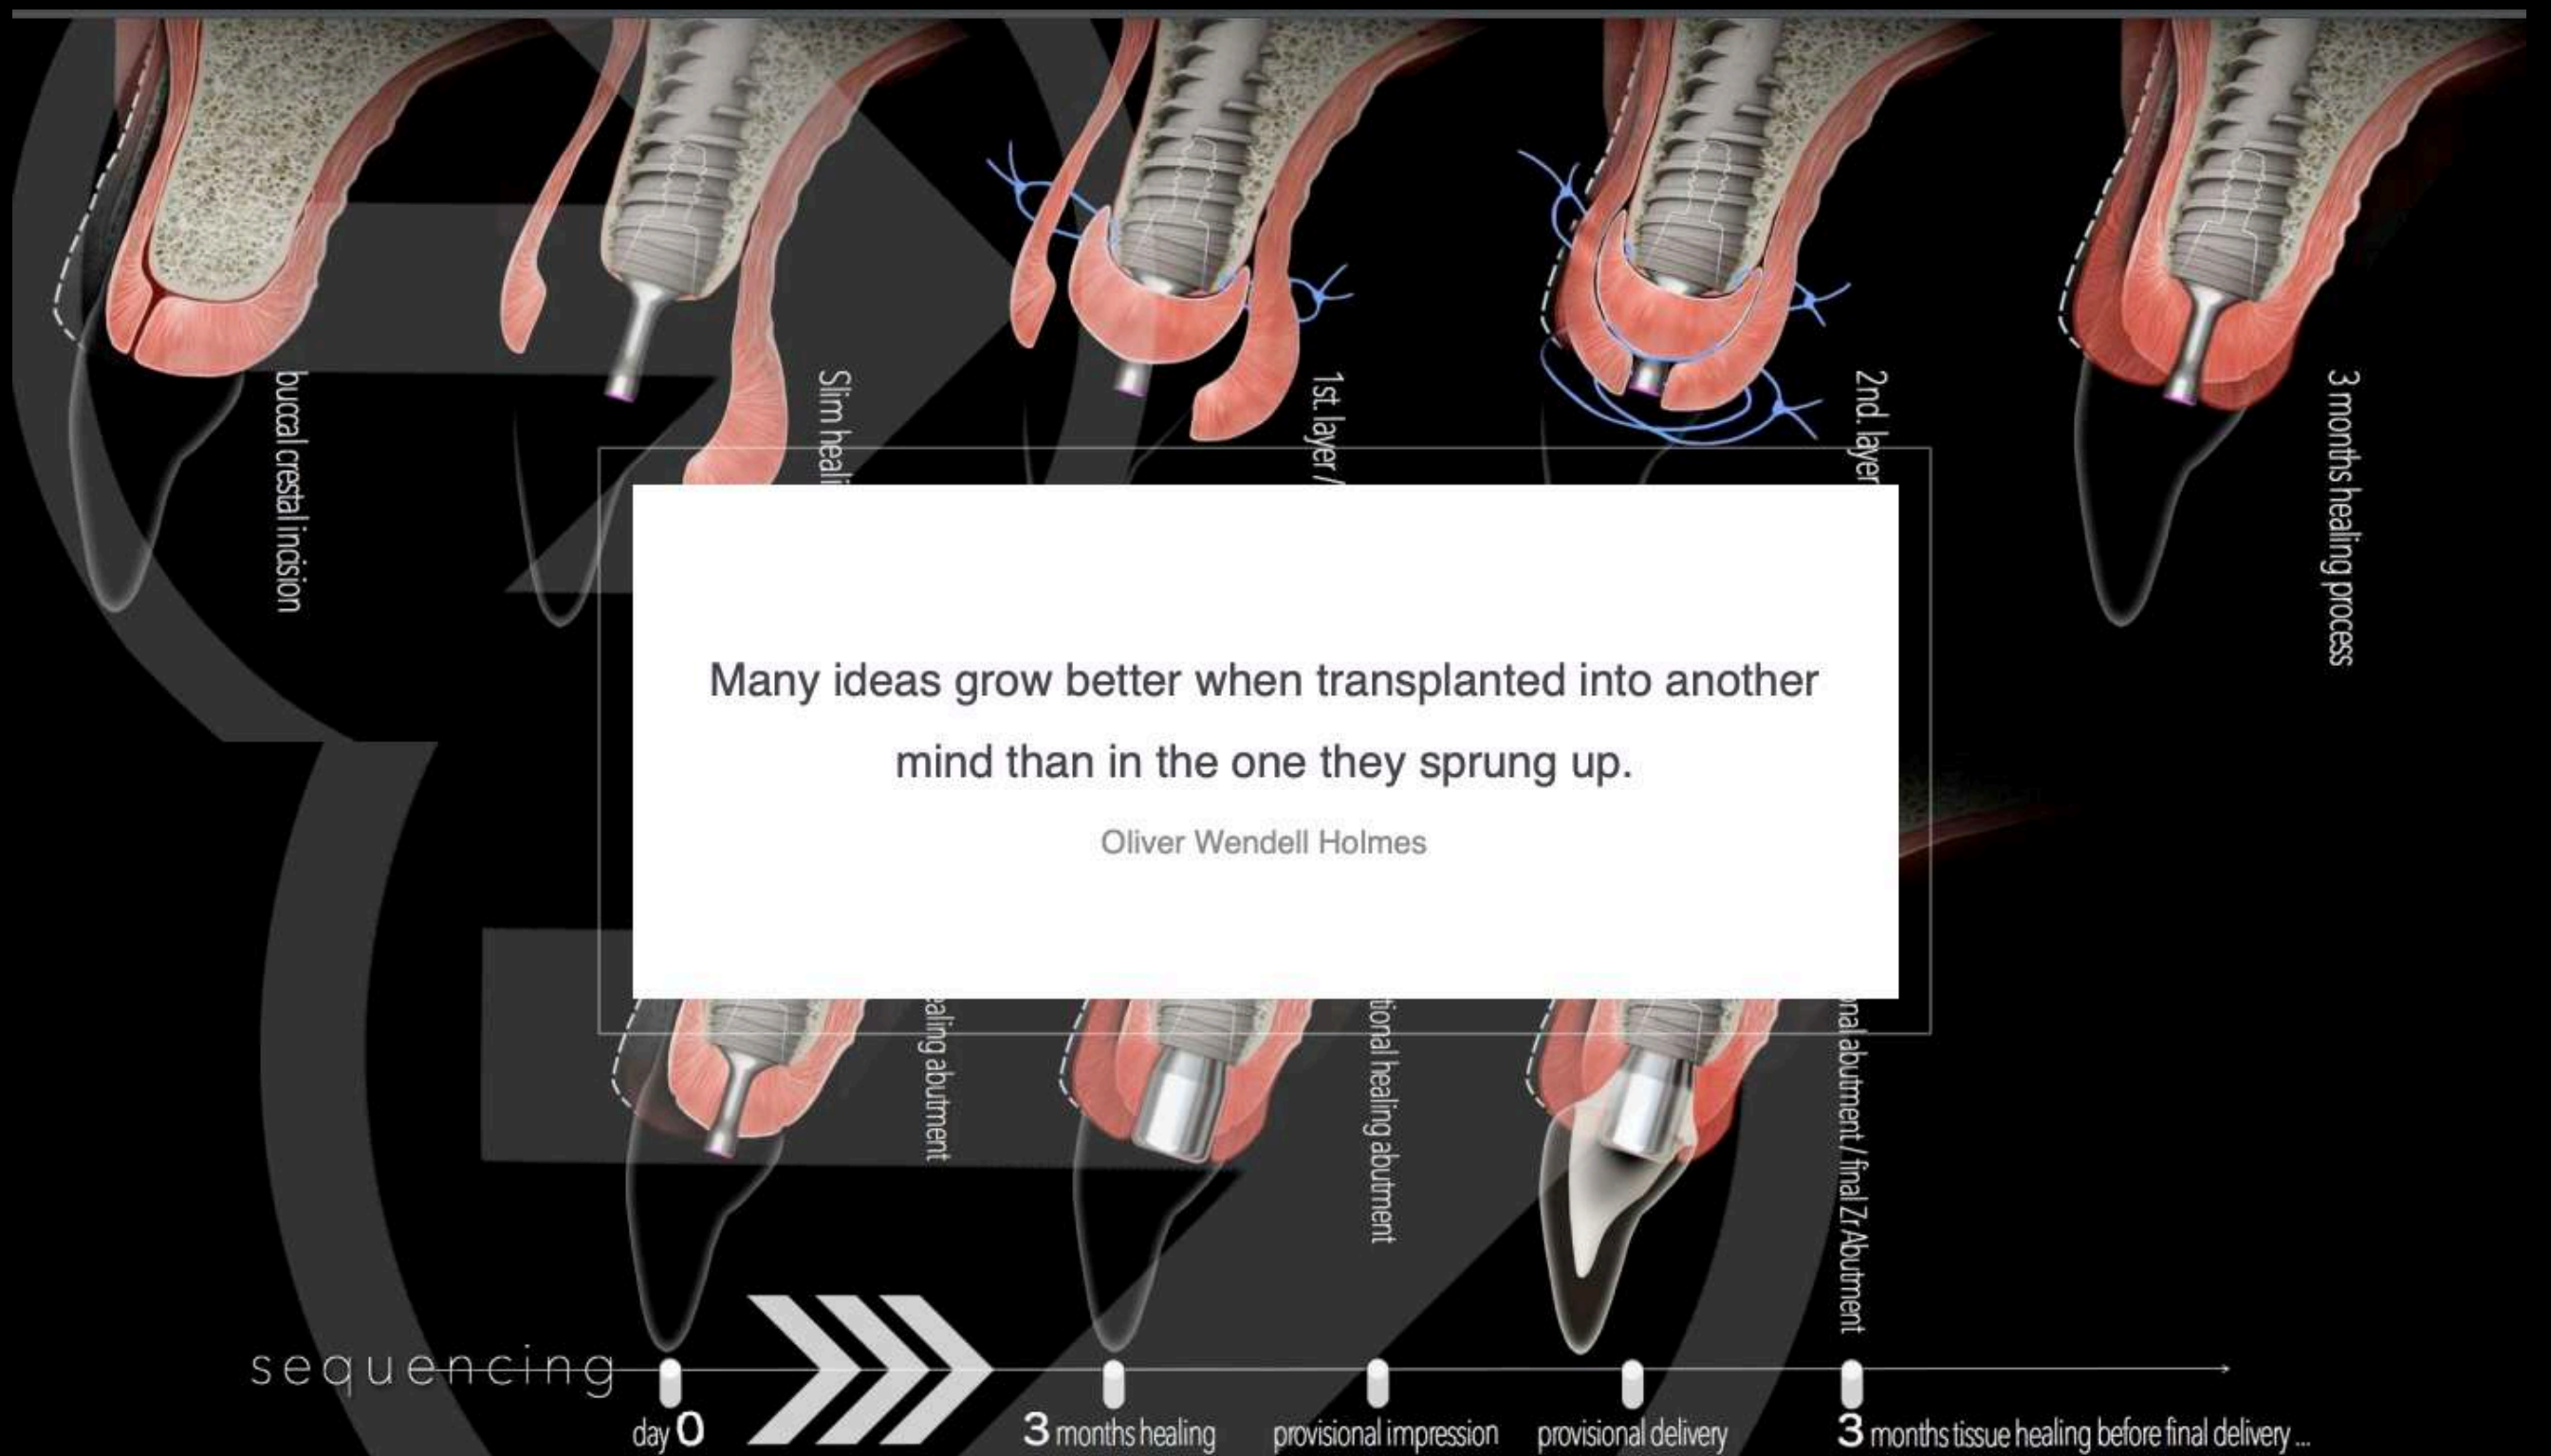 buccal crestal incision
Slim heali
1st. layer /
2nd. layer
3 months healing process
Many ideas grow better when transplanted into another
mind than in the one they sprung up.
Oliver Wendell Holmes
ealing abutment
tional healing abutment
onal abutment / final Zr Abutment
sequencing
day 0
3 months healing
provisional impression
provisional delivery
3 months tissue healing before final delivery ...